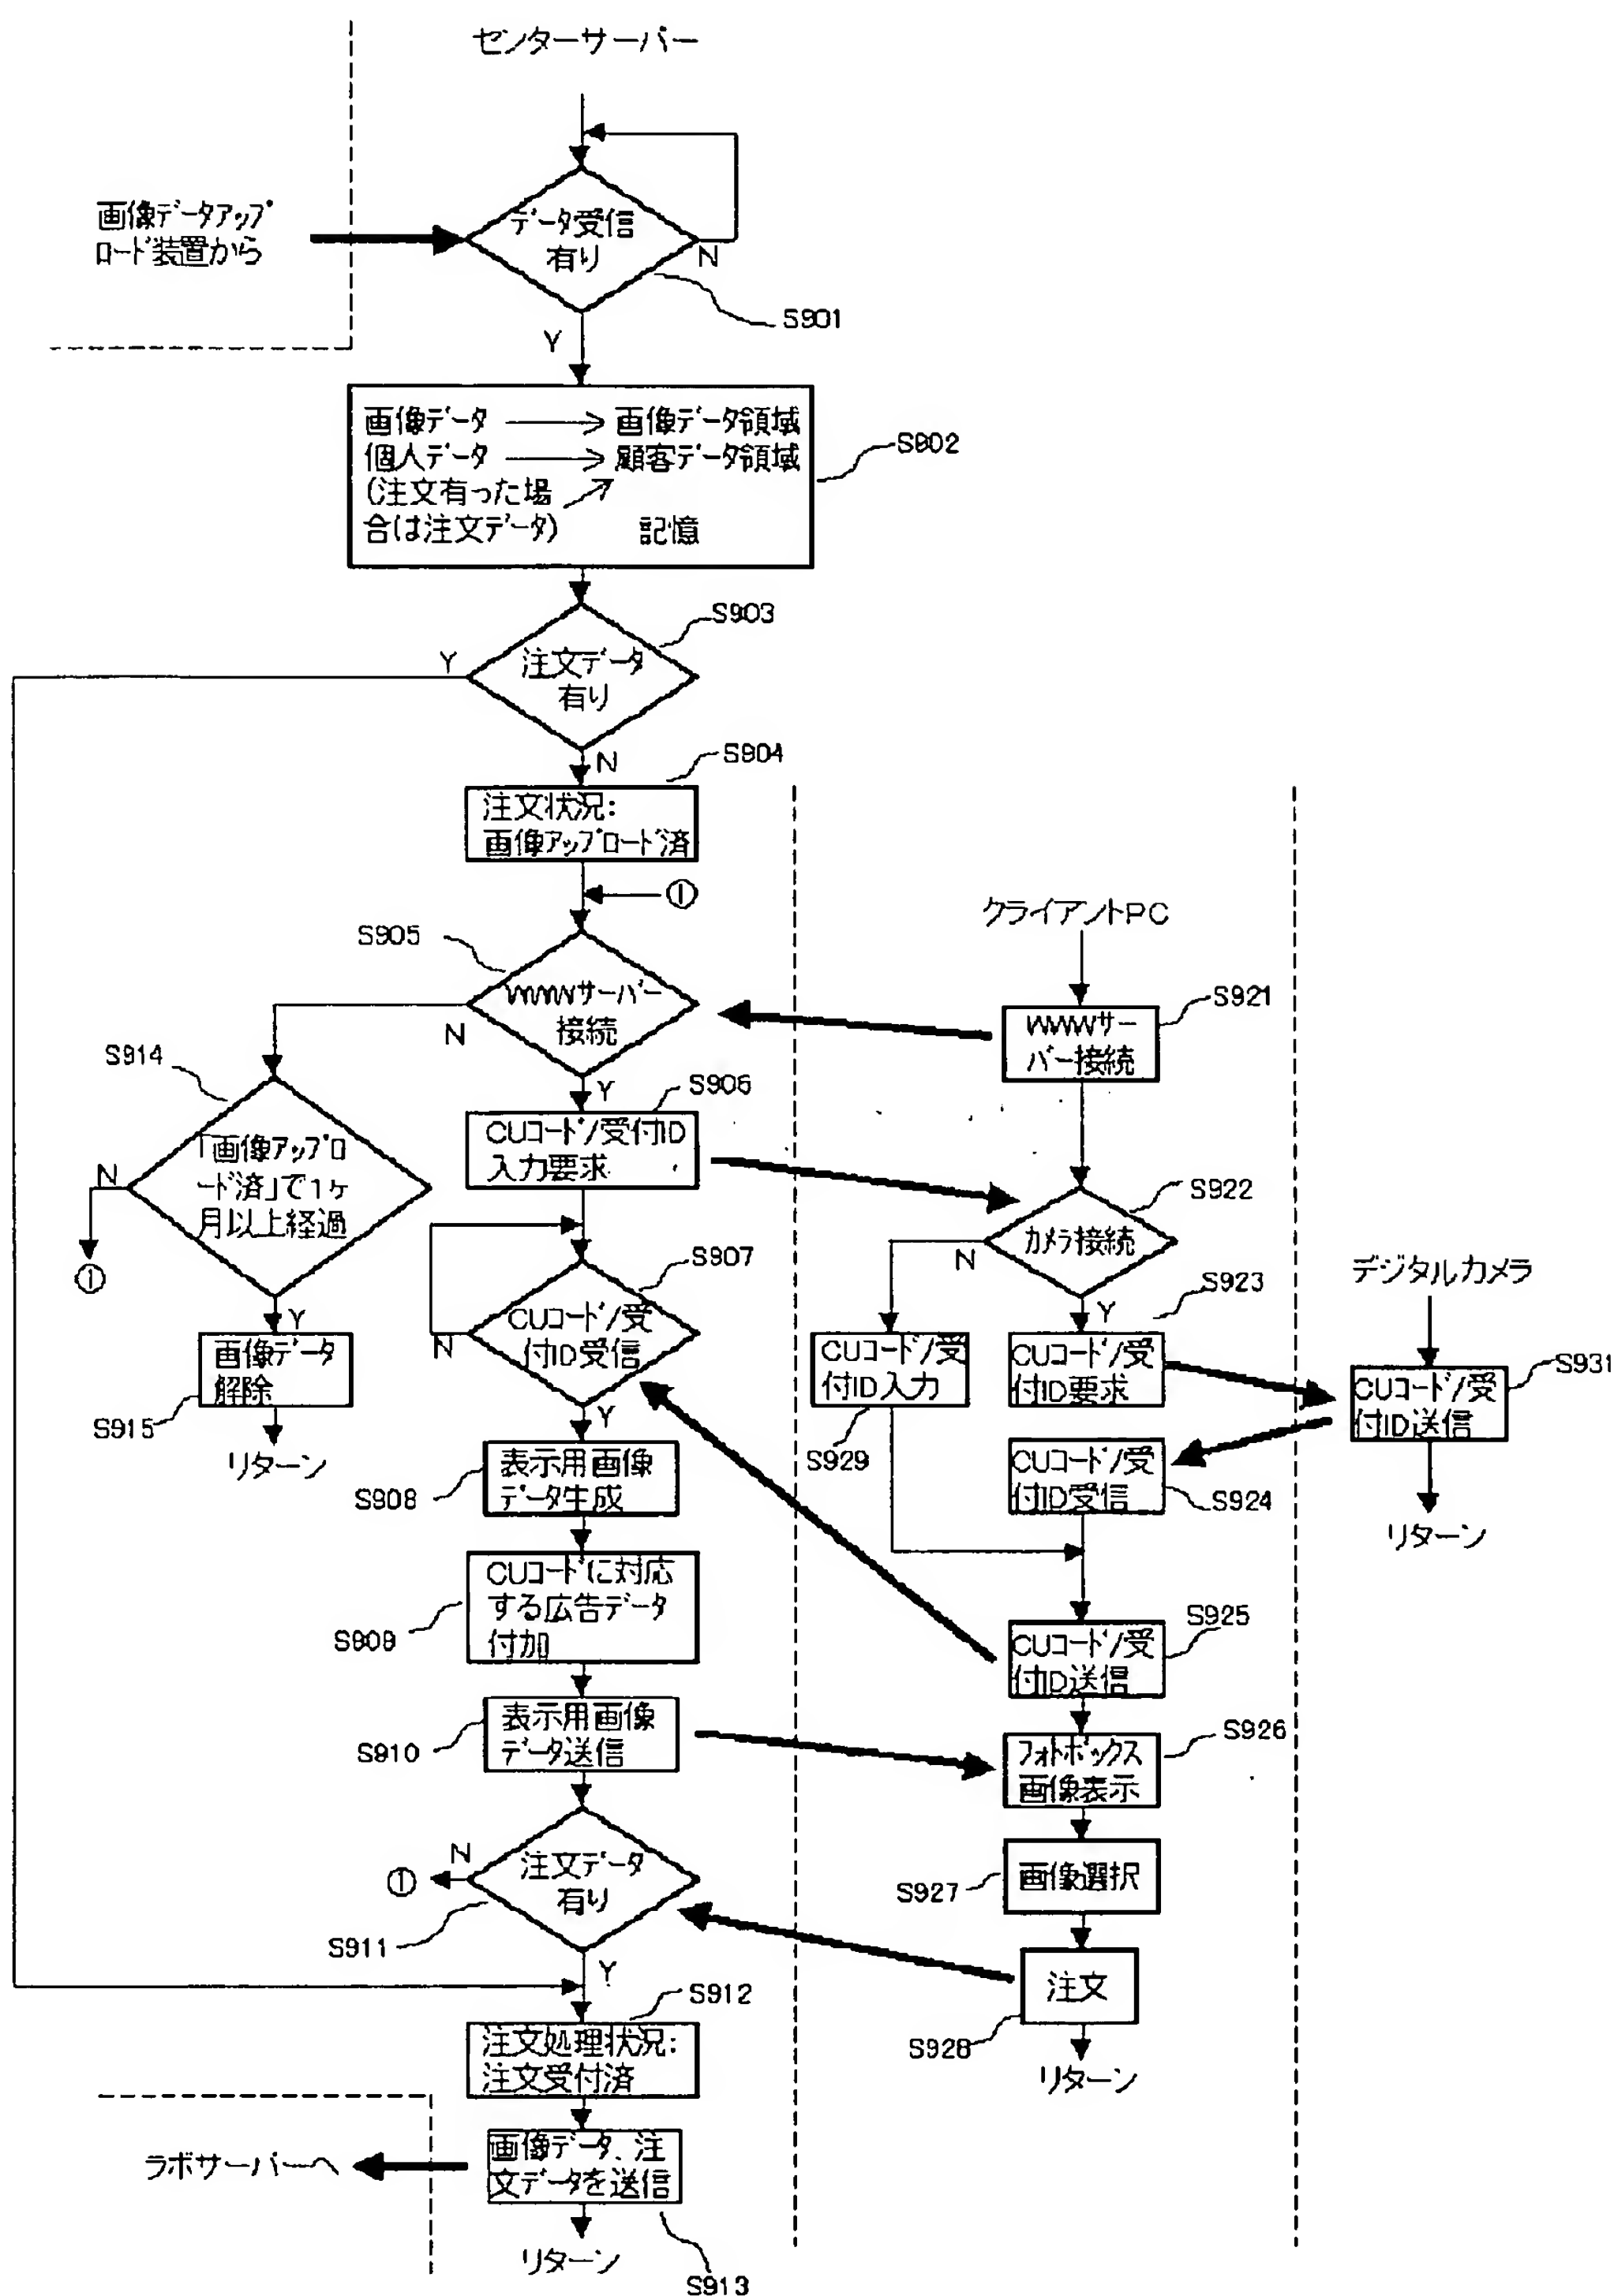 センターサーバー
画像データアップ
ロード装置から
データ受信
有り
N
S901
Y
画像データ → 画像データ領域
個人データ → 顧客データ領域
(注文有った場
合は注文データ) 記憶
S902
S903
Y
注文データ
有り
N
S904
注文状況:
画像アップロード済
①
S905
WWWサーバー
接続
N
Y
クライアントPC
S921
WWWサー
バー接続
S914
「画像アップロ
ード済」で1ヶ
月以上経過
N
①
Y
画像データ
解除
S915
リターン
S906
CUコード/受付ID
入力要求
S907
CUコード/受
付ID受信
N
Y
S922
カメラ接続
N
Y
S923
CUコード/受
付ID入力
S929
CUコード/受
付ID要求
デジタルカメラ
S931
CUコード/受
付ID送信
リターン
CUコード/受
付ID受信
S924
表示用画像
データ生成
S908
CUコードに対応
する広告データ
付加
S909
S925
CUコード/受
付ID送信
表示用画像
データ送信
S910
S926
フォトボックス
画像表示
注文データ
有り
N
①
S911
Y
画像選択
S927
注文
S928
リターン
S912
注文処理状況:
注文受付済
ラボサーバーへ
画像データ、注
文データを送信
リターン
S913